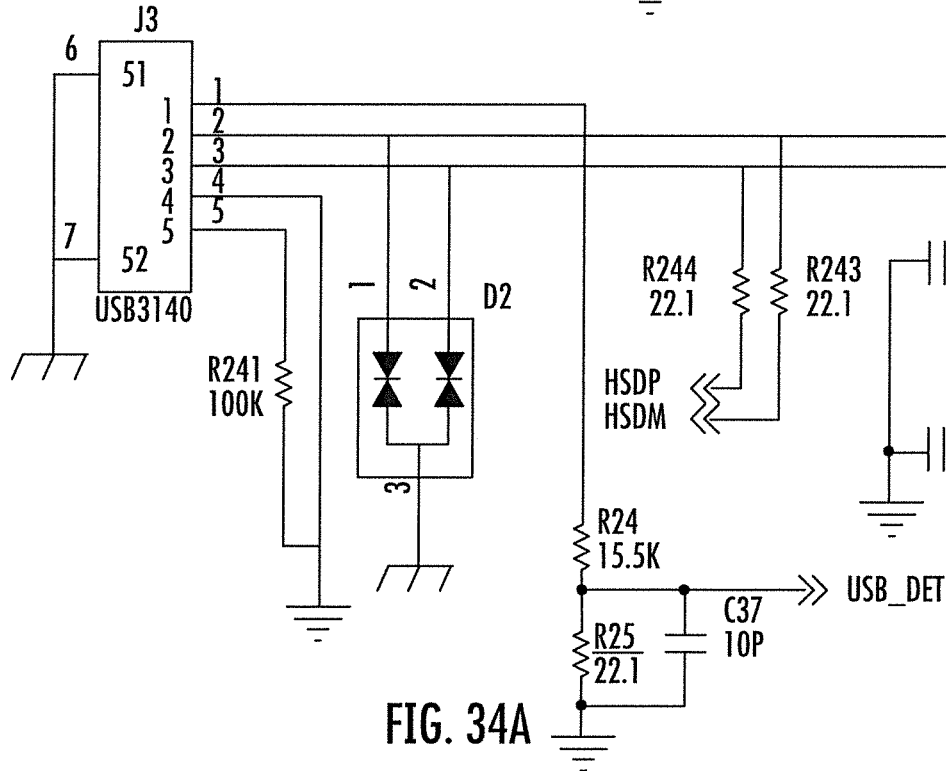 J3
6
51
1
1
2
2
3
3
4
4
5
5
7
52
USB3140
R241
100K
1
2
D2
3
R244
22.1
R243
22.1
HSDP
HSDM
R24
15.5K
USB_DET
C37
10P
R25
22.1
FIG. 34A